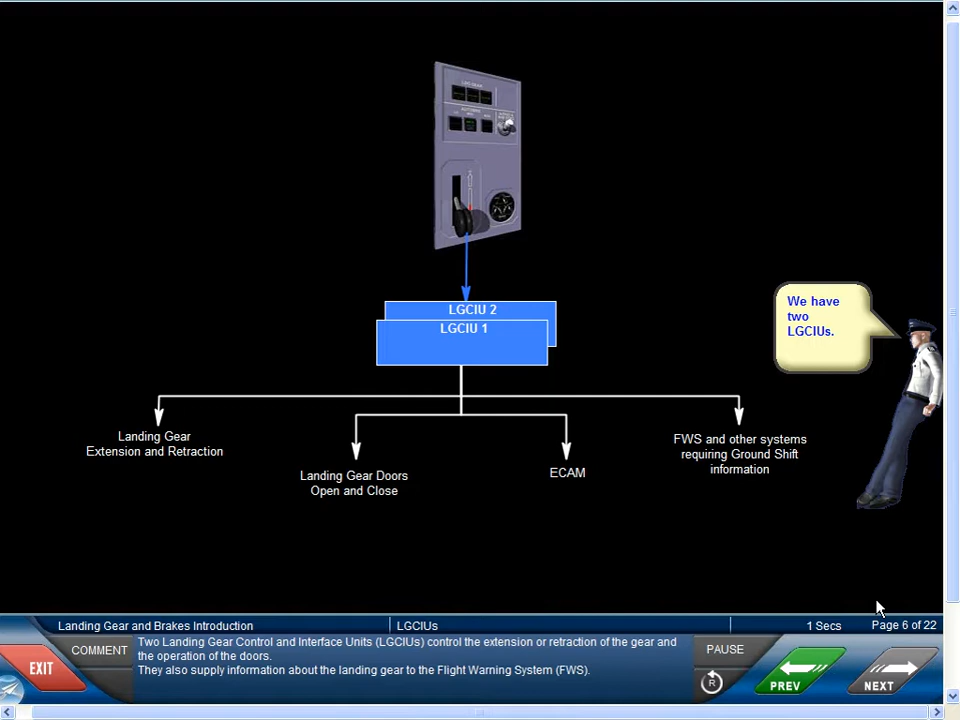 We have
two
LGCIUs.
LGCIU 2
LGCIU 1
Landing Gear
Extension and Retraction
Landing Gear Doors
Open and Close
ECAM
FWS and other systems
requiring Ground Shift
information
Landing Gear and Brakes Introduction
LGCIUs
1 Secs
Page 6 of 22
EXIT
COMMENT
Two Landing Gear Control and Interface Units (LGCIUs) control the extension or retraction of the gear and
the operation of the doors.
They also supply information about the landing gear to the Flight Warning System (FWS).
PAUSE
R
PREV
NEXT